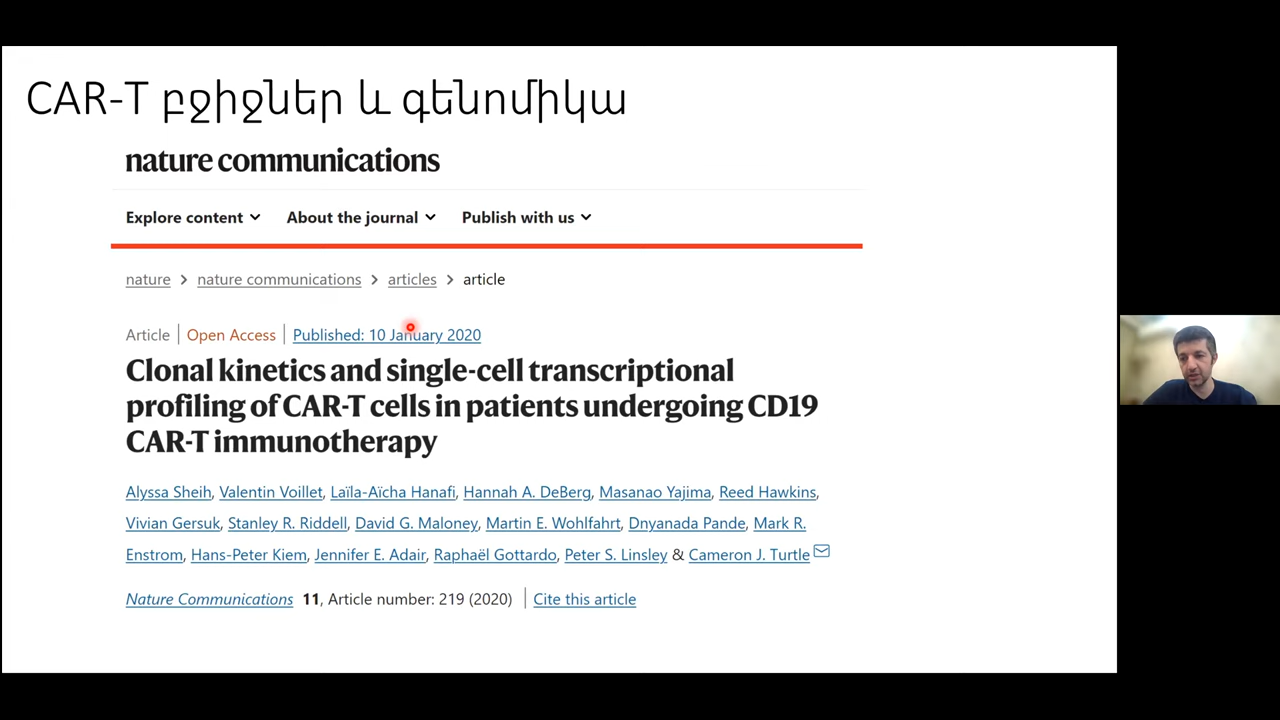 CAR-T բջիջներ և գենոմիկա
nature communications
Explore content About the journal Publish with us
nature > nature communications > articles > article
Article | Open Access | Published: 10 January 2020
Clonal kinetics and single-cell transcriptional
profiling of CAR-T cells in patients undergoing CD19
CAR-T immunotherapy
Alyssa Sheih, Valentin Voillet, Laïla-Aïcha Hanafi, Hannah A. DeBerg, Masanao Yajima, Reed Hawkins,
Vivian Gersuk, Stanley R. Riddell, David G. Maloney, Martin E. Wohlfahrt, Dnyanada Pande, Mark R.
Enstrom, Hans-Peter Kiem, Jennifer E. Adair, Raphaël Gottardo, Peter S. Linsley & Cameron J. Turtle
Nature Communications 11, Article number: 219 (2020) | Cite this article